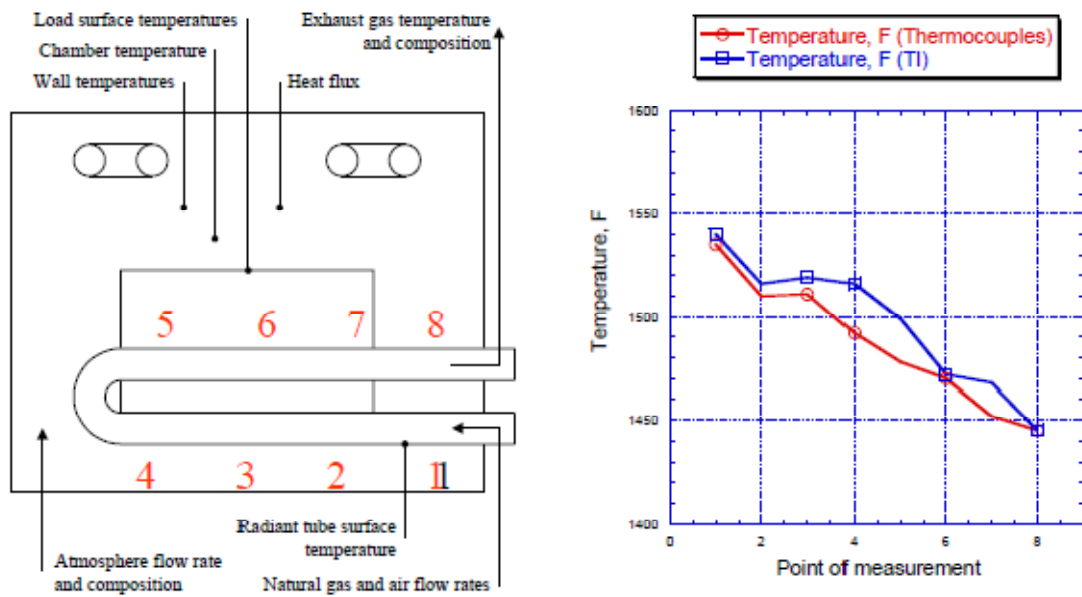 Load surface temperatures
Chamber temperature
Wall temperatures
Exhaust gas temperature
and composition
Heat flux
5 6 7 8
4 3 2 1 1
Radiant tube surface
temperature
Atmosphere flow rate
and composition
Natural gas and air flow rates
Temperature, F (Thermocouples)
Temperature, F (TI)
Temperature, F
1600
1550
1500
1450
1400
0 2 4 6 8
Point of measurement